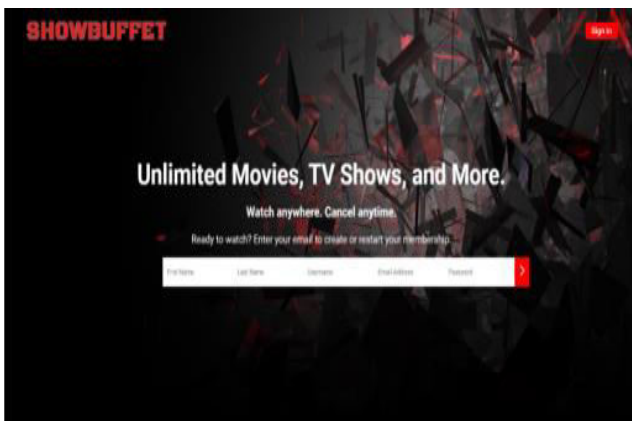 SHOWBUFFET
Sign In
Unlimited Movies, TV Shows, and More.
Watch anywhere. Cancel anytime.
Ready to watch? Enter your email to create or restart your membership.
First Name Last Name Username Email Address Password